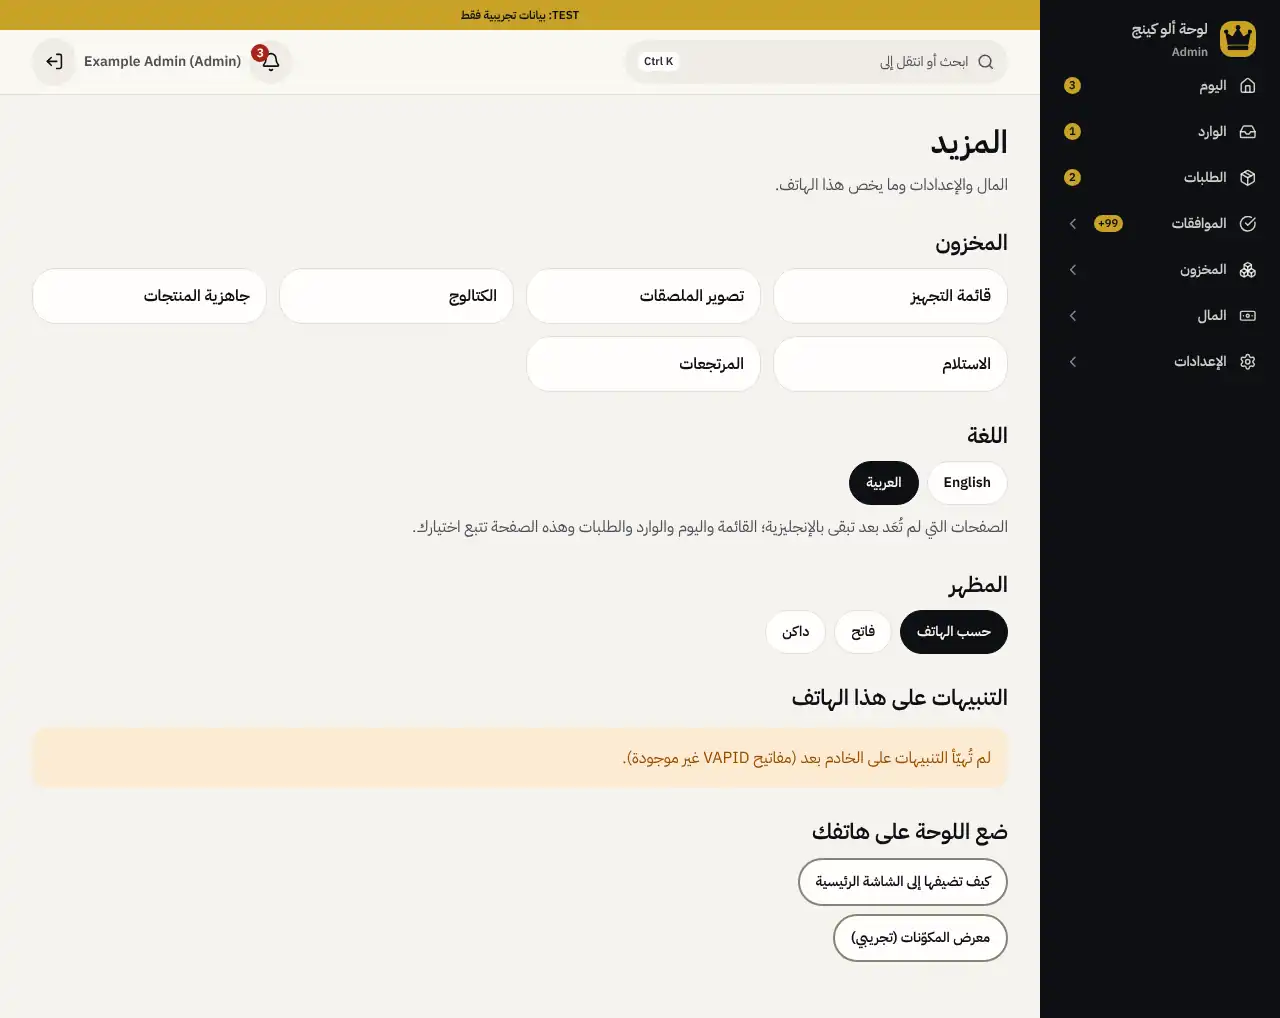 TEST: بيانات تجريبية فقط
لوحة ألو كينج
Admin
اليوم
3
الوارد
1
الطلبات
2
الموافقات
99+
المخزون
المال
الإعدادات
ابحث أو انتقل إلى
Ctrl K
3
Example Admin (Admin)
المزيد
المال والإعدادات وما يخص هذا الهاتف.
المخزون
قائمة التجهيز
تصوير الملصقات
الكتالوج
جاهزية المنتجات
الاستلام
المرتجعات
اللغة
English
العربية
الصفحات التي لم تُعَد بعد تبقى بالإنجليزية؛ القائمة واليوم والوارد والطلبات وهذه الصفحة تتبع اختيارك.
المظهر
حسب الهاتف
فاتح
داكن
التنبيهات على هذا الهاتف
لم تُهيّأ التنبيهات على الخادم بعد (مفاتيح VAPID غير موجودة).
ضع اللوحة على هاتفك
كيف تضيفها إلى الشاشة الرئيسية
معرض المكوّنات (تجريبي)